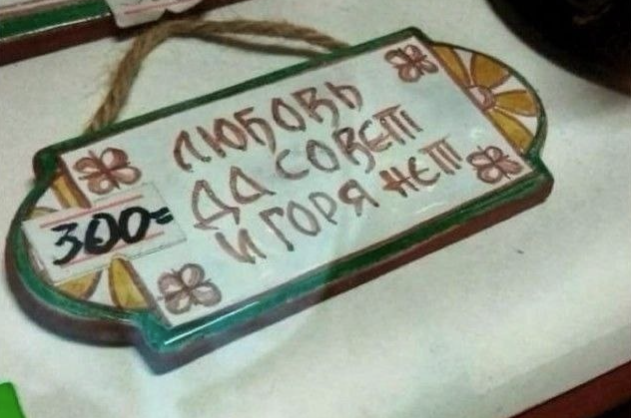 ЛЮБОВЬ
ДА СОВЕТ
И ГОРЯ НЕТ
300=